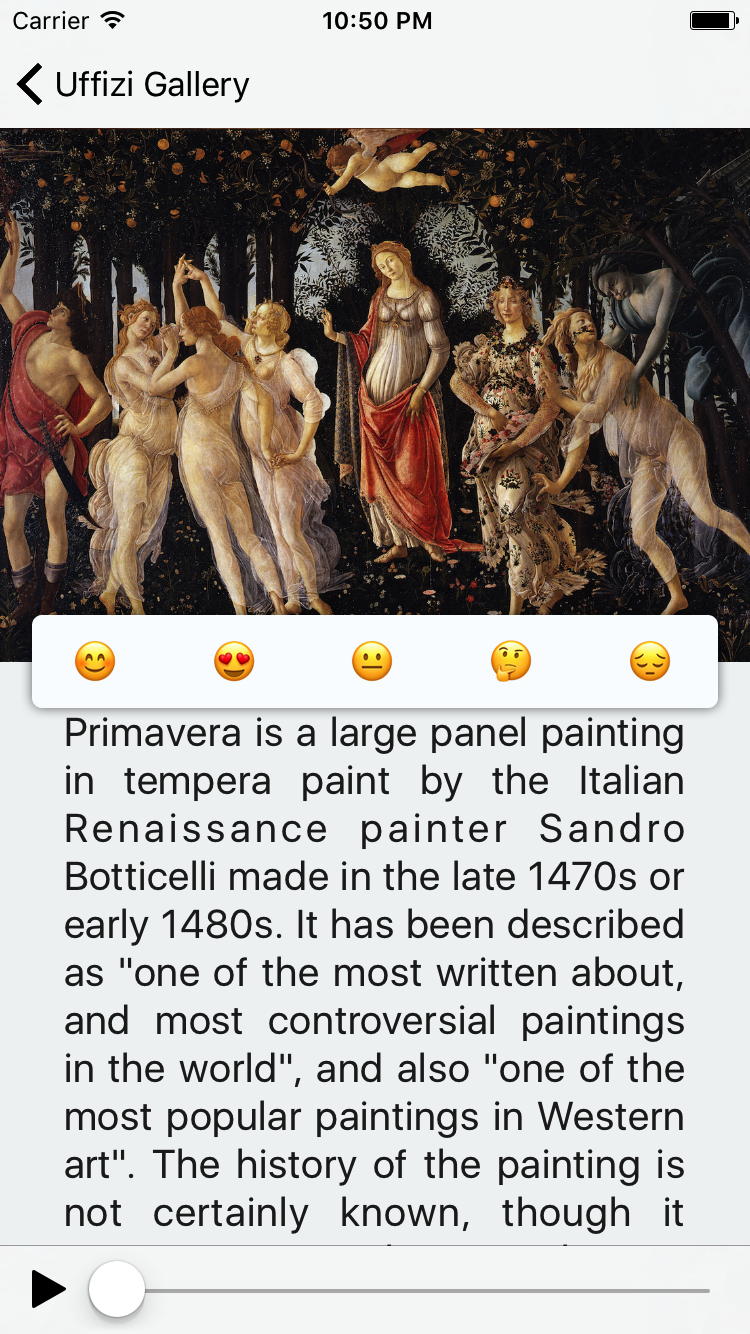 Carrier
10:50 PM
Uffizi Gallery
Primavera is a large panel painting
in tempera paint by the Italian
Renaissance painter Sandro
Botticelli made in the late 1470s or
early 1480s. It has been described
as "one of the most written about,
and most controversial paintings
in the world", and also "one of the
most popular paintings in Western
art". The history of the painting is
not certainly known, though it